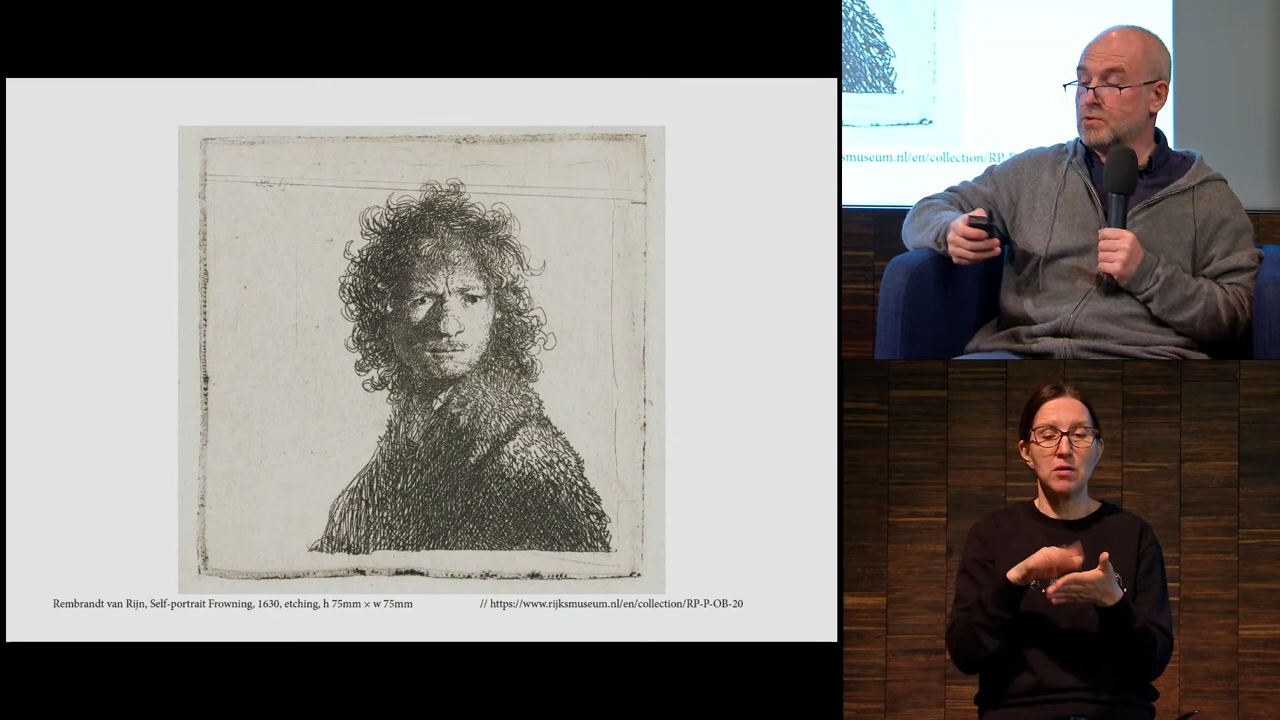 Rembrandt van Rijn, Self-portrait Frowning, 1630, etching, h 75mm × w 75mm
// https://www.rijksmuseum.nl/en/collection/RP-P-OB-20
smuseum.nl/en/collection/RP-P